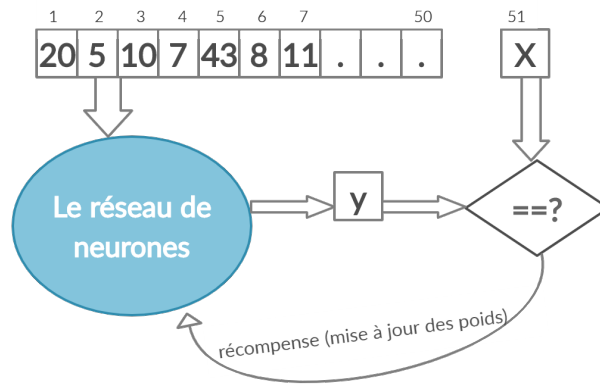 1 2 3 4 5 6 7 50 51
20 5 10 7 43 8 11 . . . X
Le réseau de
neurones
y
==?
récompense (mise à jour des poids)